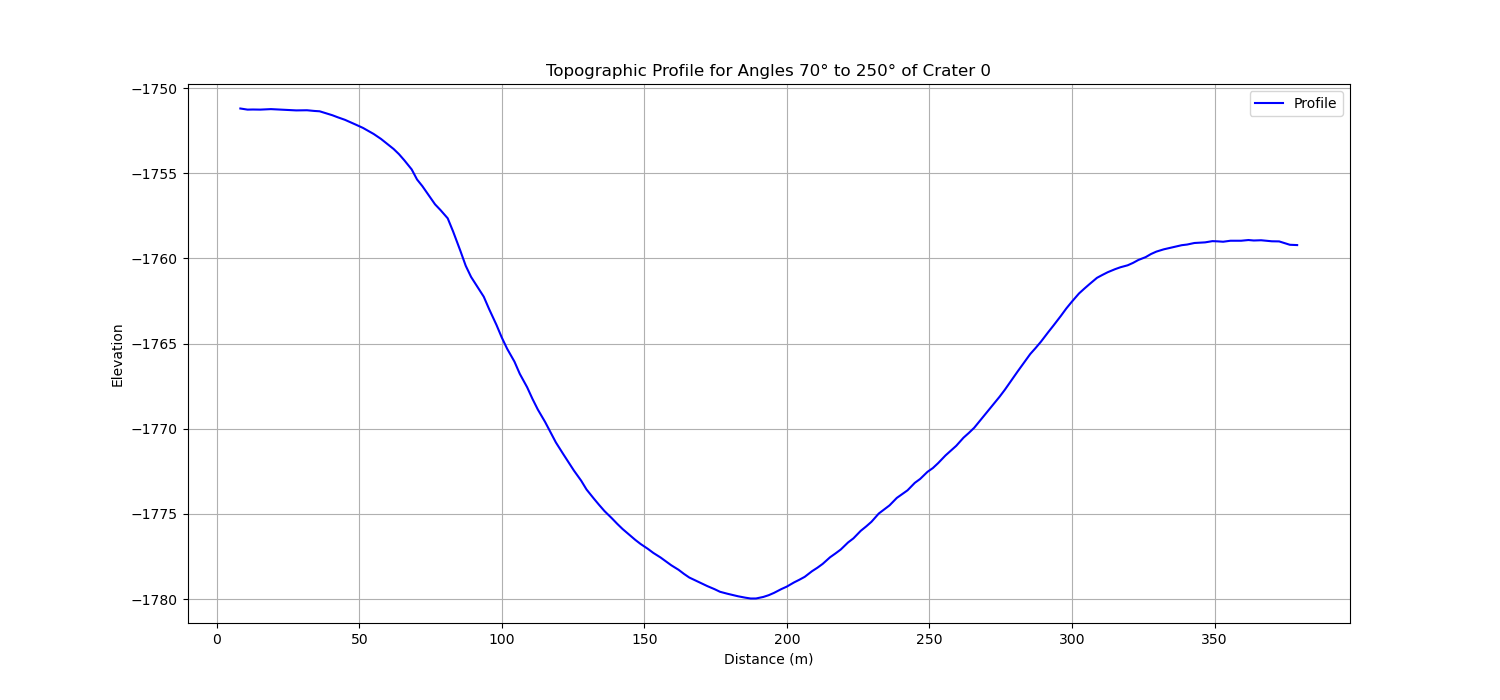 Topographic Profile for Angles 70° to 250° of Crater 0
Profile
−1750
−1755
−1760
−1765
−1770
−1775
−1780
Elevation
0 50 100 150 200 250 300 350
Distance (m)